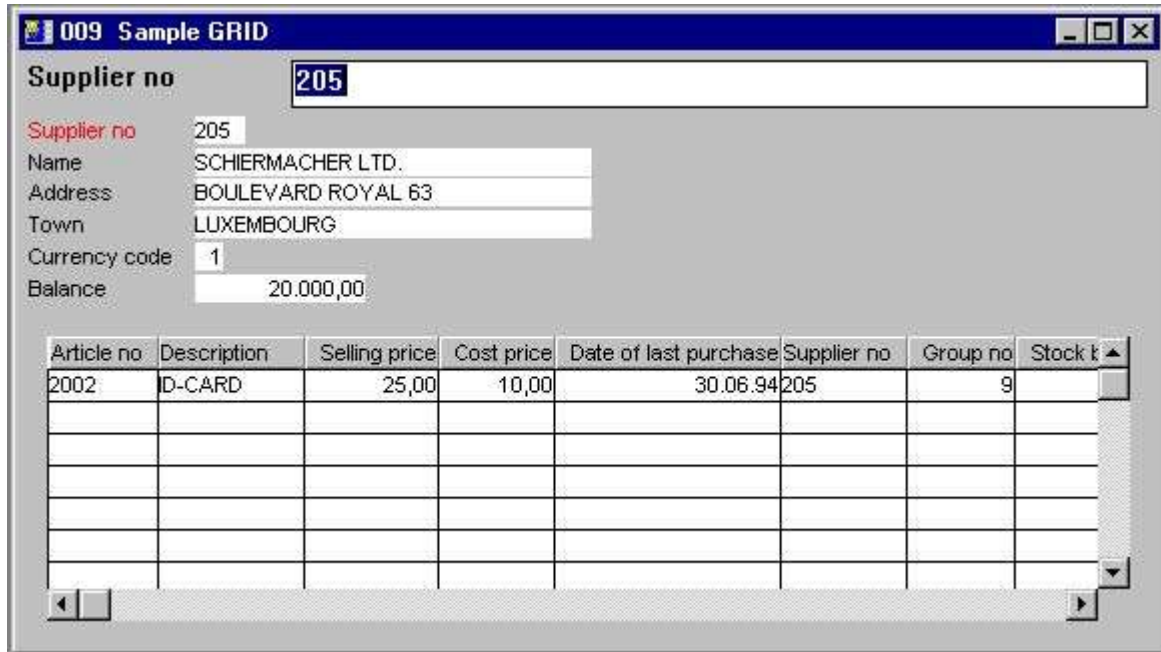 009 Sample GRID
Supplier no 205
Supplier no 205
Name SCHIERMACHER LTD.
Address BOULEVARD ROYAL 63
Town LUXEMBOURG
Currency code 1
Balance 20.000,00
Article no Description Selling price Cost price Date of last purchase Supplier no Group no Stock
2002 ID-CARD 25,00 10,00 30.06.94 205 9